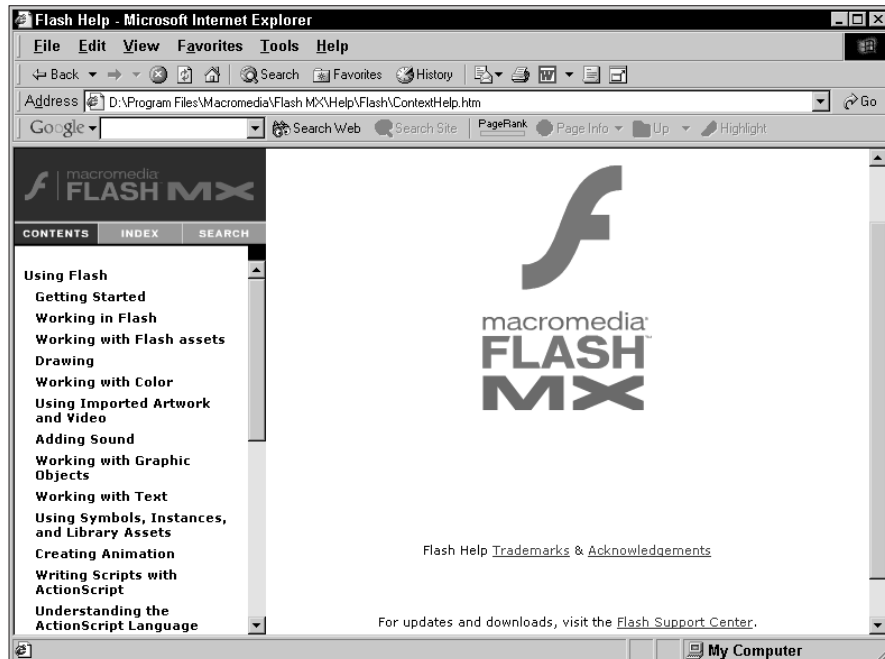 Flash Help - Microsoft Internet Explorer
File Edit View Favorites Tools Help
Back Search Favorites History
Address D:\Program Files\Macromedia\Flash MX\Help\Flash\ContextHelp.htm Go
Google Search Web Search Site PageRank Page Info Up Highlight
macromedia
FLASH MX
CONTENTS INDEX SEARCH
Using Flash
Getting Started
Working in Flash
Working with Flash assets
Drawing
Working with Color
Using Imported Artwork
and Video
Adding Sound
Working with Graphic
Objects
Working with Text
Using Symbols, Instances,
and Library Assets
Creating Animation
Writing Scripts with
ActionScript
Understanding the
ActionScript Language
macromedia®
FLASH™
MX
Flash Help Trademarks & Acknowledgements
For updates and downloads, visit the Flash Support Center.
My Computer